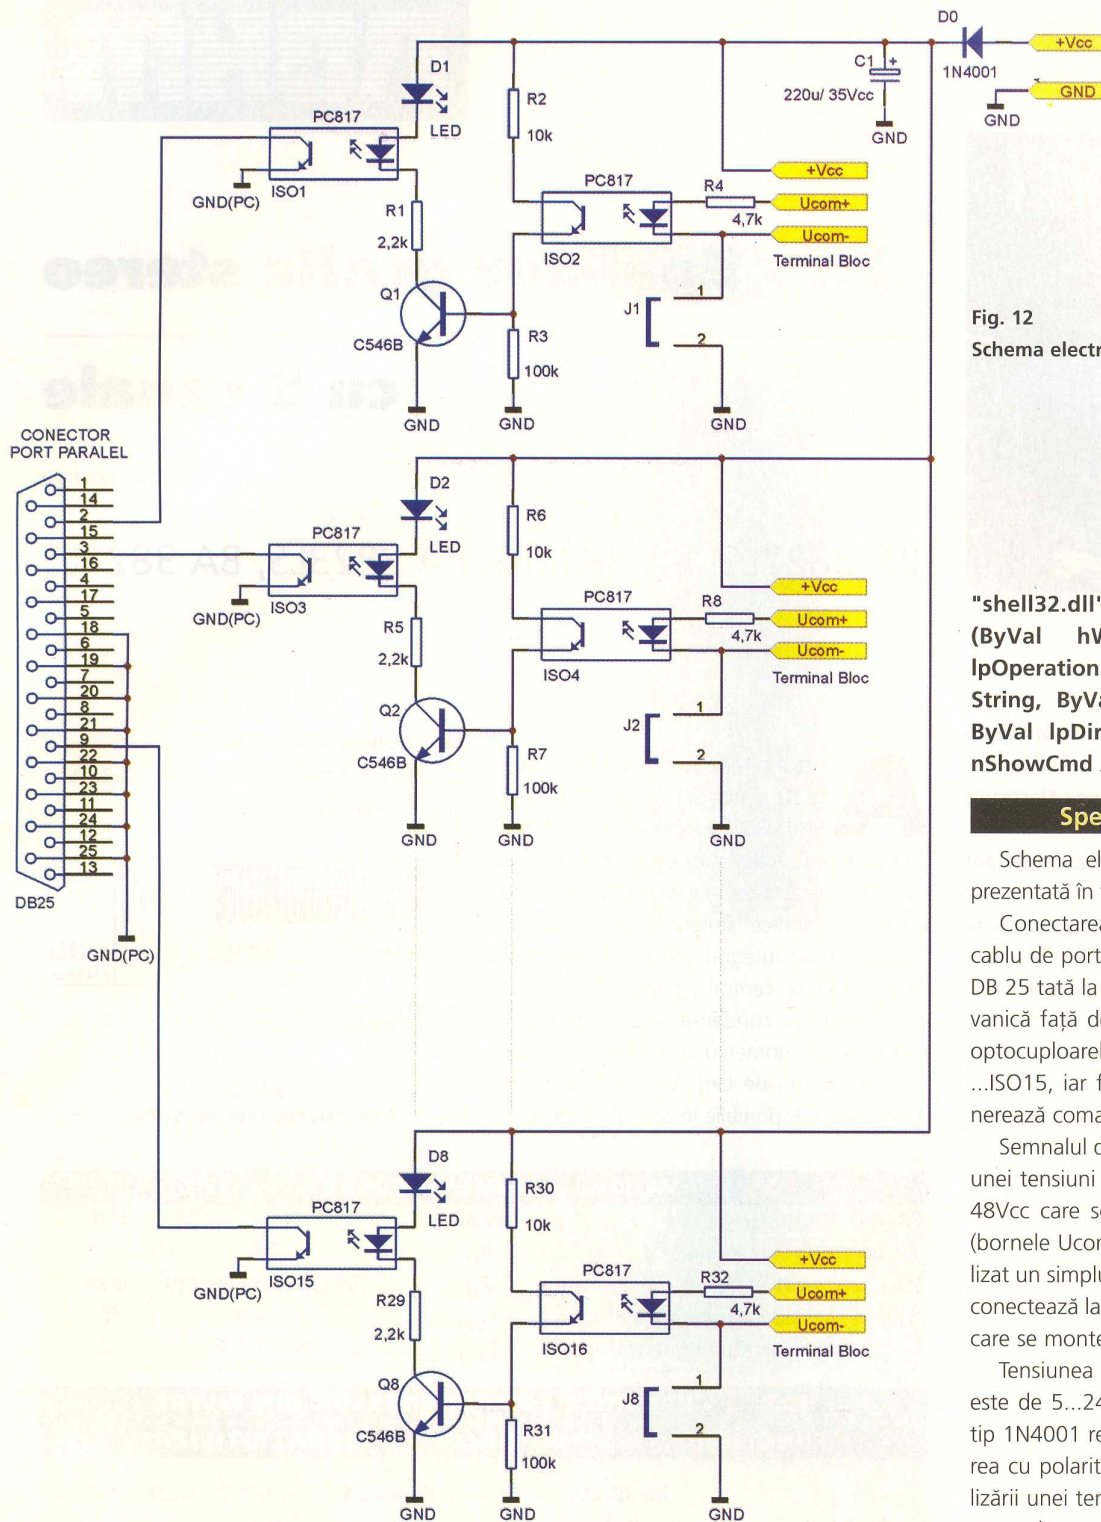 D0
+Vcc
1N4001
GND
GND
C1
+
220u/ 35Vcc
GND
D1
LED
R2
10k
PC817
ISO1
GND(PC)
R1
2,2k
PC817
ISO2
R4
4,7k
+Vcc
Ucom+
Ucom-
Terminal Bloc
Q1
C546B
R3
100k
J1
1
2
GND
GND
GND
Fig. 12
Schema electr
CONECTOR
PORT PARALEL
1
14
2
15
3
16
4
17
5
18
6
19
7
20
8
21
9
22
10
23
11
24
12
25
13
DB25
GND(PC)
D2
LED
R6
10k
PC817
ISO3
GND(PC)
R5
2,2k
PC817
ISO4
R8
4,7k
+Vcc
Ucom+
Ucom-
Terminal Bloc
Q2
C546B
R7
100k
J2
1
2
GND
GND
GND
D8
LED
R30
10k
PC817
ISO15
GND(PC)
R29
2,2k
PC817
ISO16
R32
4,7k
+Vcc
Ucom+
Ucom-
Terminal Bloc
Q8
C546B
R31
100k
J8
1
2
GND
GND
GND
"shell32.dll"
(ByVal hW
lpOperation
String, ByVa
ByVal lpDir
nShowCmd
Spe
Schema el
prezentată în
Conectarea
cablu de port
DB 25 tată la
vanică față d
optocuploarel
...ISO15, iar f
nerează coma
Semnalul d
unei tensiuni
48Vcc care s
(bornele Ucor
lizat un simplu
conectează la
care se monte
Tensiunea
este de 5...24
tip 1N4001 re
rea cu polarit
lizării unei ter